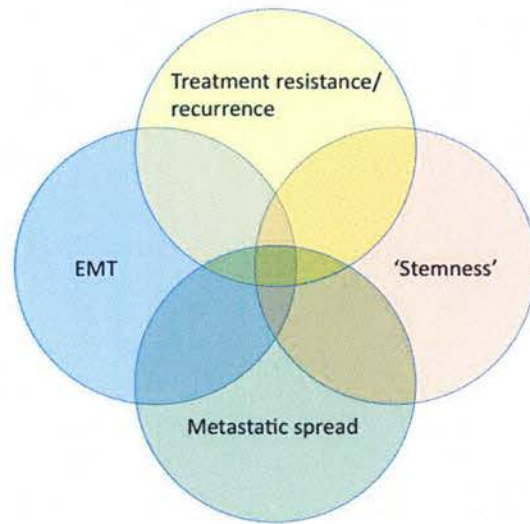 Treatment resistance/
recurrence
EMT
'Stemness'
Metastatic spread